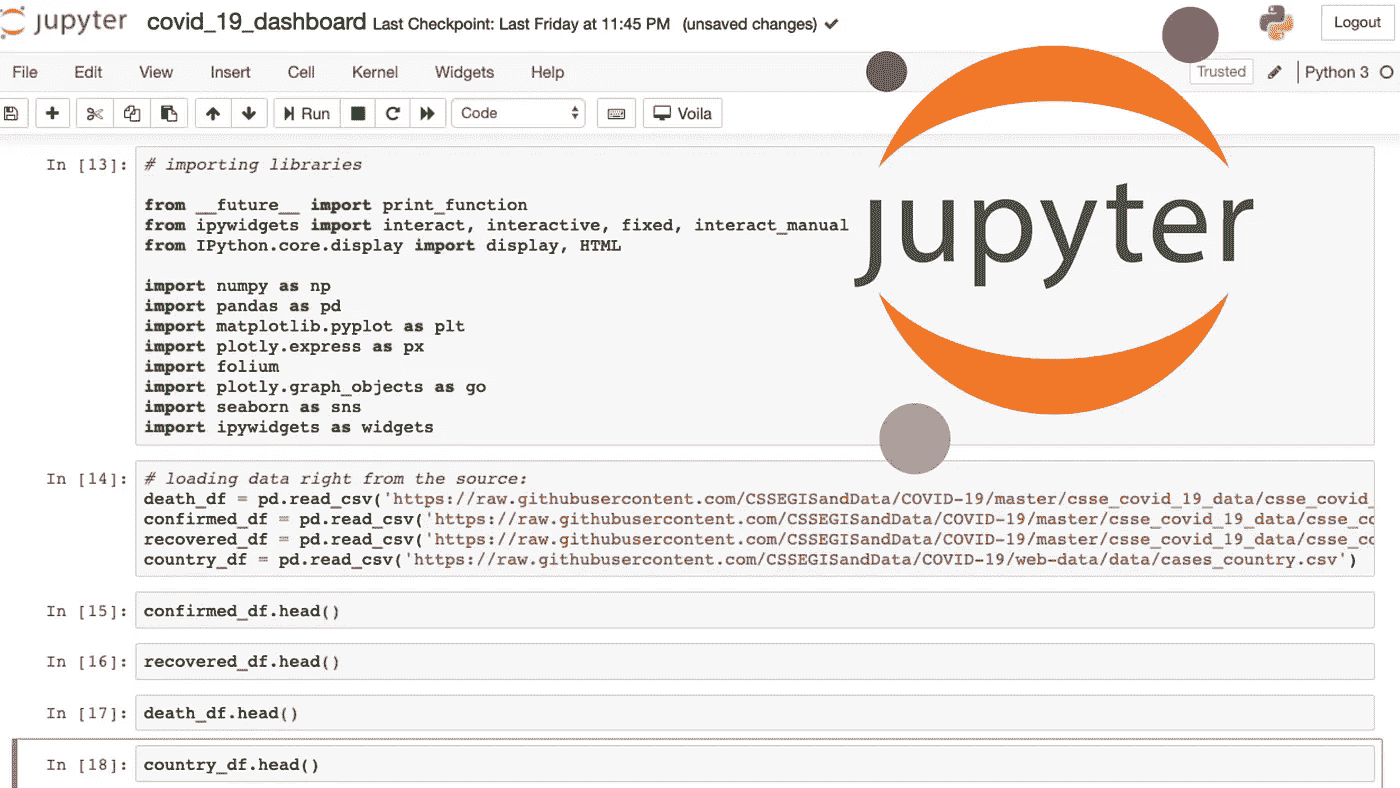 jupyter covid_19_dashboard Last Checkpoint: Last Friday at 11:45 PM (unsaved changes) Logout
File Edit View Insert Cell Kernel Widgets Help Trusted Python 3
Run Code Voila
jupyter
In [13]: # importing libraries
from __future__ import print_function
from ipywidgets import interact, interactive, fixed, interact_manual
from IPython.core.display import display, HTML
import numpy as np
import pandas as pd
import matplotlib.pyplot as plt
import plotly.express as px
import folium
import plotly.graph_objects as go
import seaborn as sns
import ipywidgets as widgets
In [14]: # loading data right from the source:
death_df = pd.read_csv('https://raw.githubusercontent.com/CSSEGISandData/COVID-19/master/csse_covid_19_data/csse_covid_
confirmed_df = pd.read_csv('https://raw.githubusercontent.com/CSSEGISandData/COVID-19/master/csse_covid_19_data/csse_co
recovered_df = pd.read_csv('https://raw.githubusercontent.com/CSSEGISandData/COVID-19/master/csse_covid_19_data/csse_co
country_df = pd.read_csv('https://raw.githubusercontent.com/CSSEGISandData/COVID-19/web-data/data/cases_country.csv')
In [15]: confirmed_df.head()
In [16]: recovered_df.head()
In [17]: death_df.head()
In [18]: country_df.head()